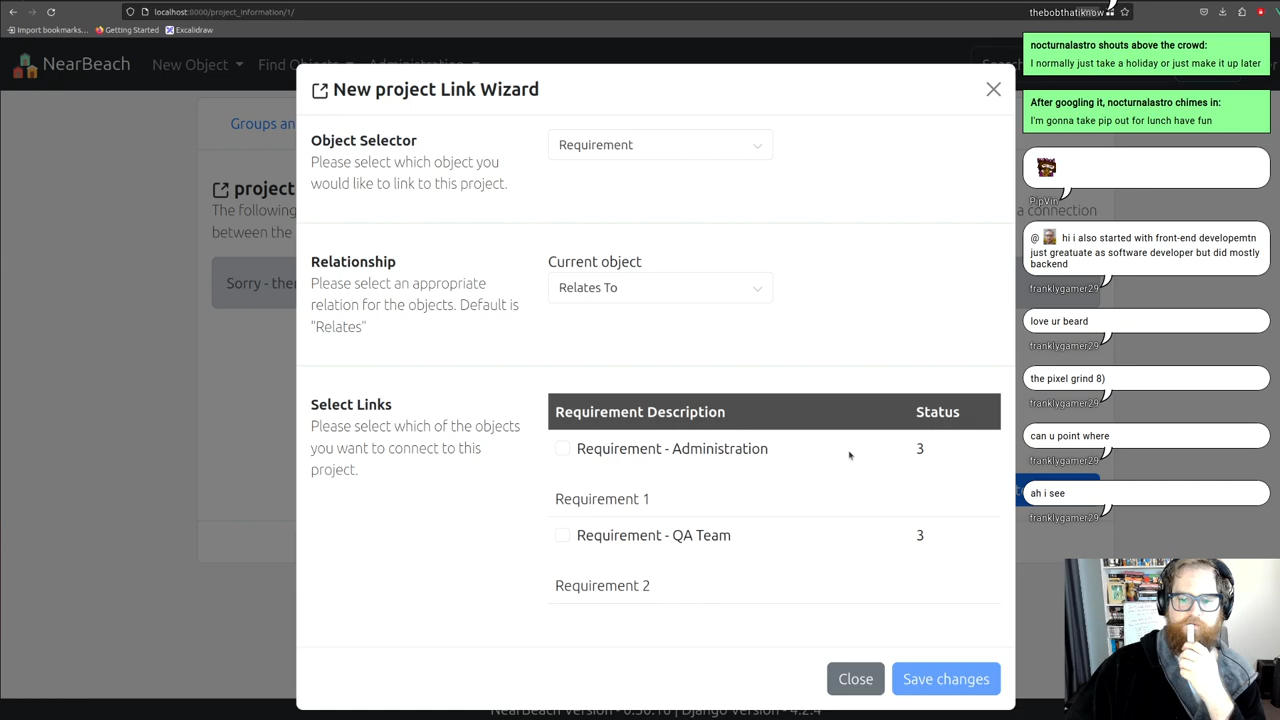 localhost:8000/project_information/1/
Import bookmarks...
Getting Started
Excalidraw
NearBeach
New Object
Find Objects
Administration
Groups an
project
The following
between the
a connection
Sorry - ther
New project Link Wizard
Object Selector
Please select which object you
would like to link to this project.
Requirement
Relationship
Please select an appropriate
relation for the objects. Default is
"Relates"
Current object
Relates To
Select Links
Please select which of the objects
you want to connect to this
project.
Requirement Description
Status
Requirement - Administration
3
Requirement 1
Requirement - QA Team
3
Requirement 2
Close
Save changes
thebobthatiknow
nocturnalastro shouts above the crowd:
I normally just take a holiday or just make it up later
After googling it, nocturnalastro chimes in:
I'm gonna take pip out for lunch have fun
PipVin
@ hi i also started with front-end developemtn
just greatuate as software developer but did mostly
backend
franklygamer29
love ur beard
franklygamer29
the pixel grind 8)
franklygamer29
can u point where
franklygamer29
ah i see
franklygamer29